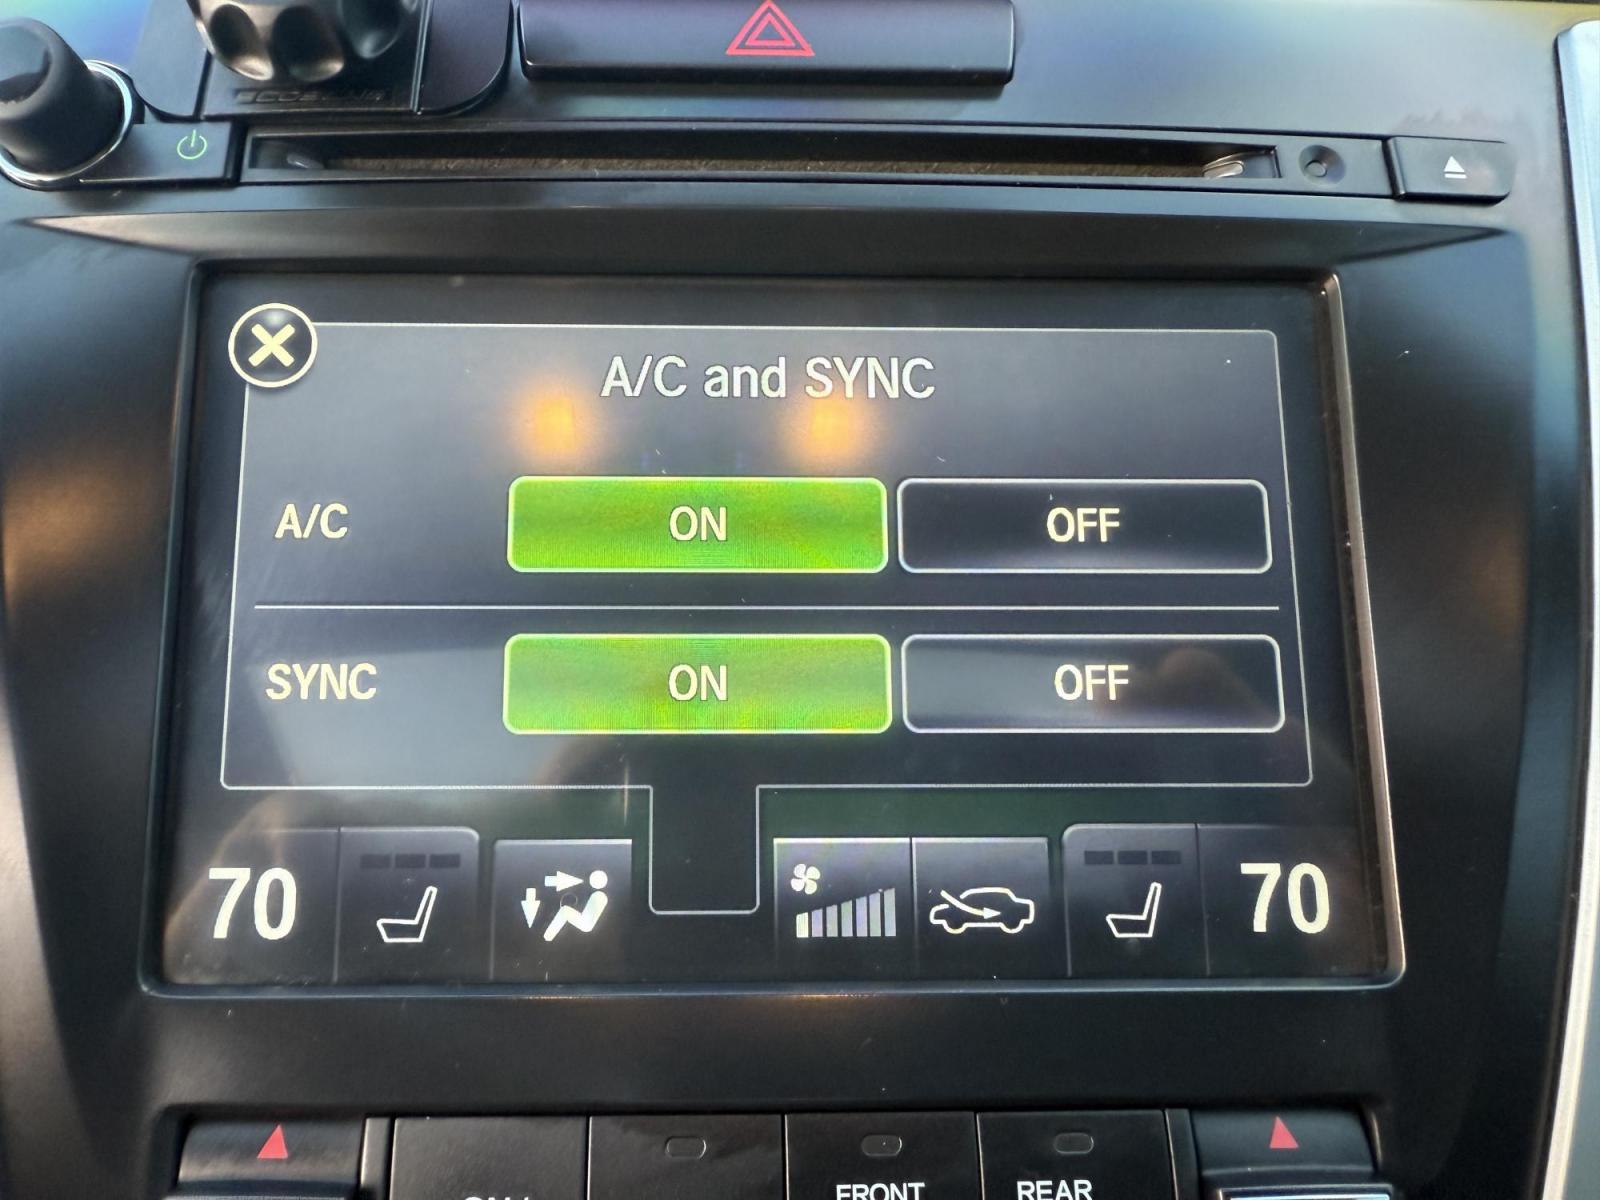 A/C and SYNC
A/C ON OFF
SYNC ON OFF
70 70
FRONT REAR